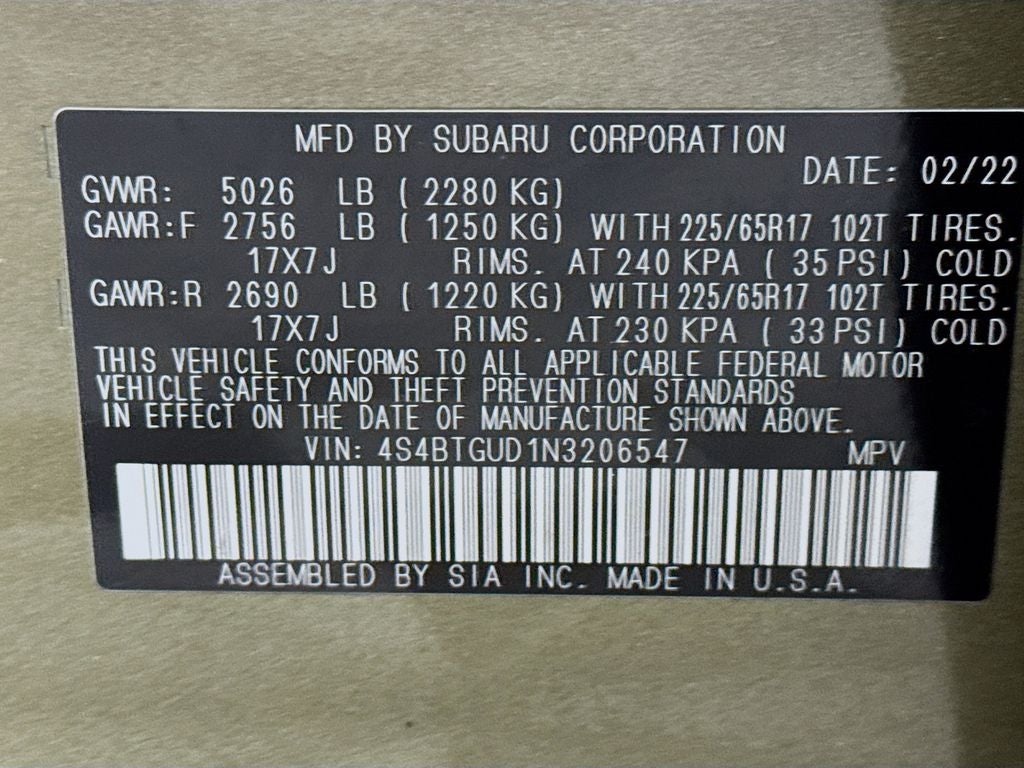 MFD BY SUBARU CORPORATION
DATE: 02/22
GVWR: 5026 LB ( 2280 KG)
GAWR:F 2756 LB ( 1250 KG) WITH 225/65R17 102T TIRES.
17X7J RIMS. AT 240 KPA ( 35 PSI) COLD
GAWR:R 2690 LB ( 1220 KG) WITH 225/65R17 102T TIRES.
17X7J RIMS. AT 230 KPA ( 33 PSI) COLD
THIS VEHICLE CONFORMS TO ALL APPLICABLE FEDERAL MOTOR
VEHICLE SAFETY AND THEFT PREVENTION STANDARDS
IN EFFECT ON THE DATE OF MANUFACTURE SHOWN ABOVE.
VIN: 4S4BTGUD1N3206547 MPV
ASSEMBLED BY SIA INC. MADE IN U.S.A.